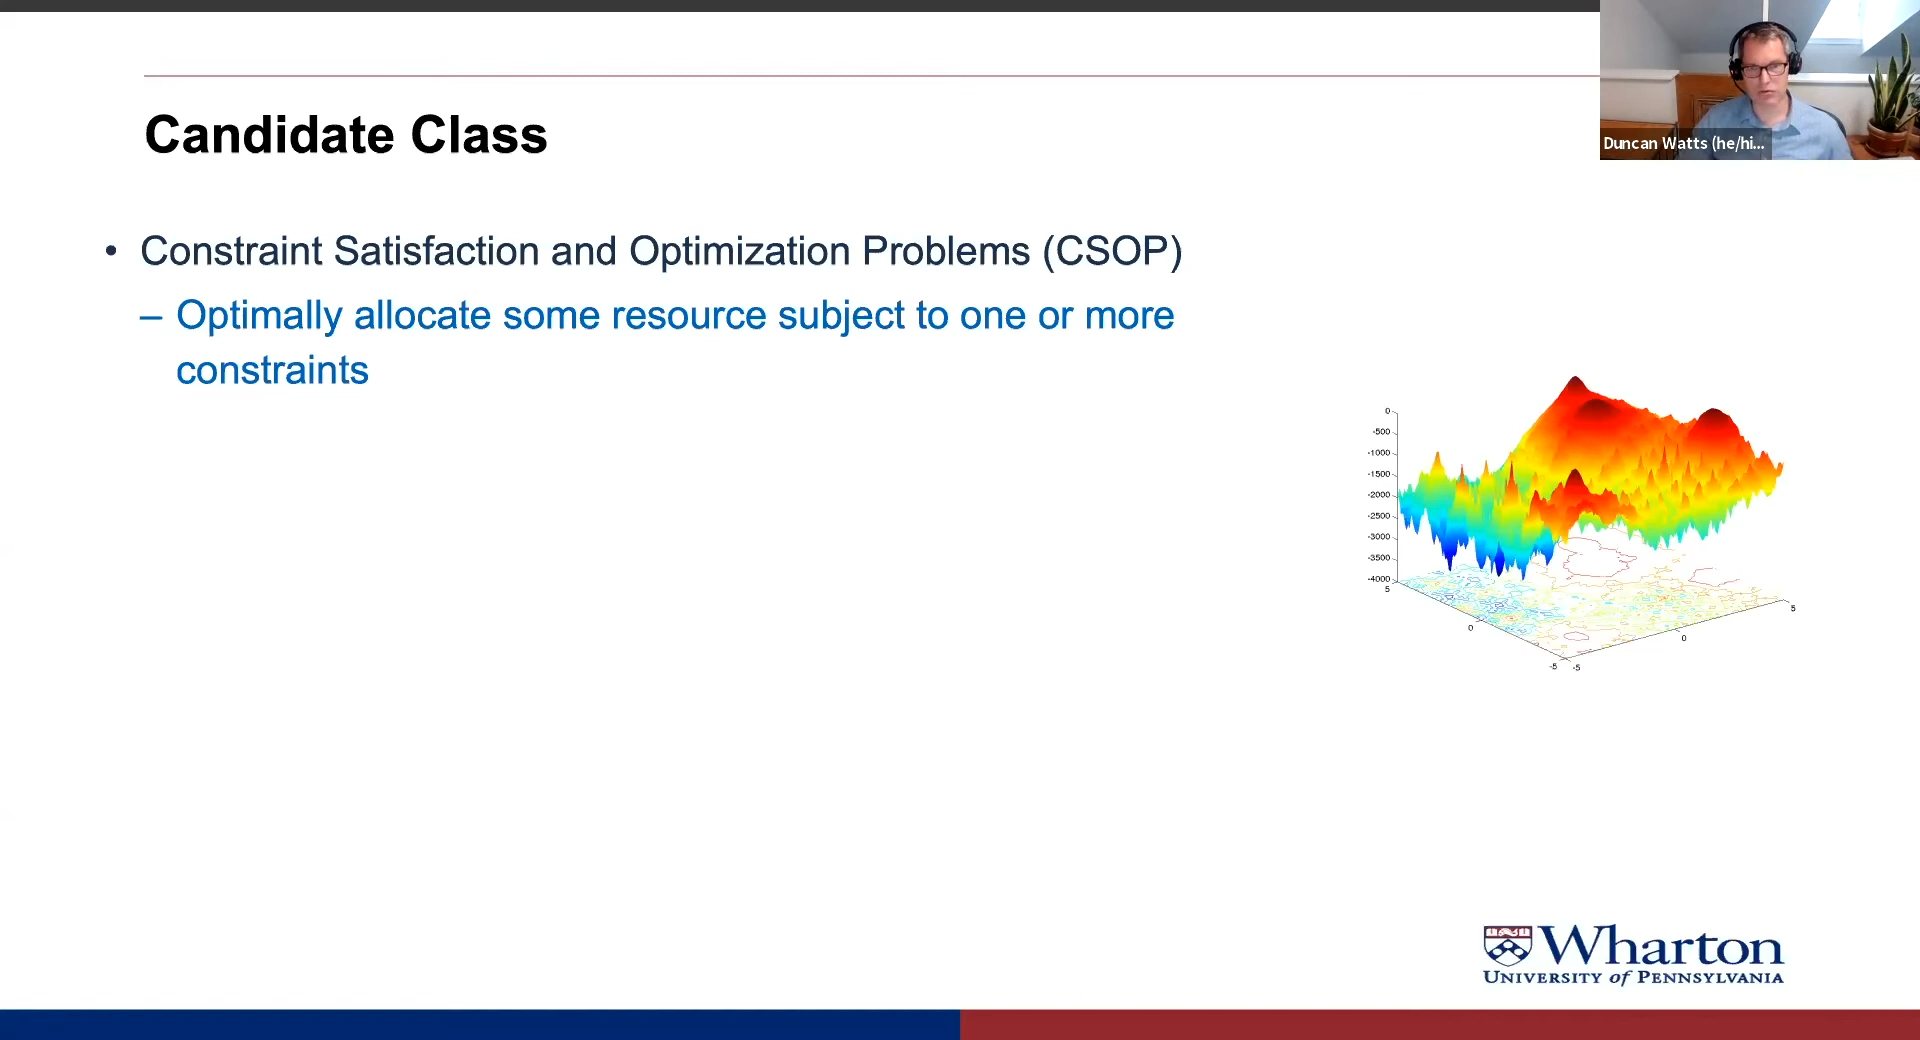 Candidate Class
Duncan Watts (he/hi...
• Constraint Satisfaction and Optimization Problems (CSOP)
– Optimally allocate some resource subject to one or more
constraints
0
-500
-1000
-1500
-2000
-2500
-3000
-3500
-4000
5
0
-5
-5
0
5
Wharton
UNIVERSITY of PENNSYLVANIA